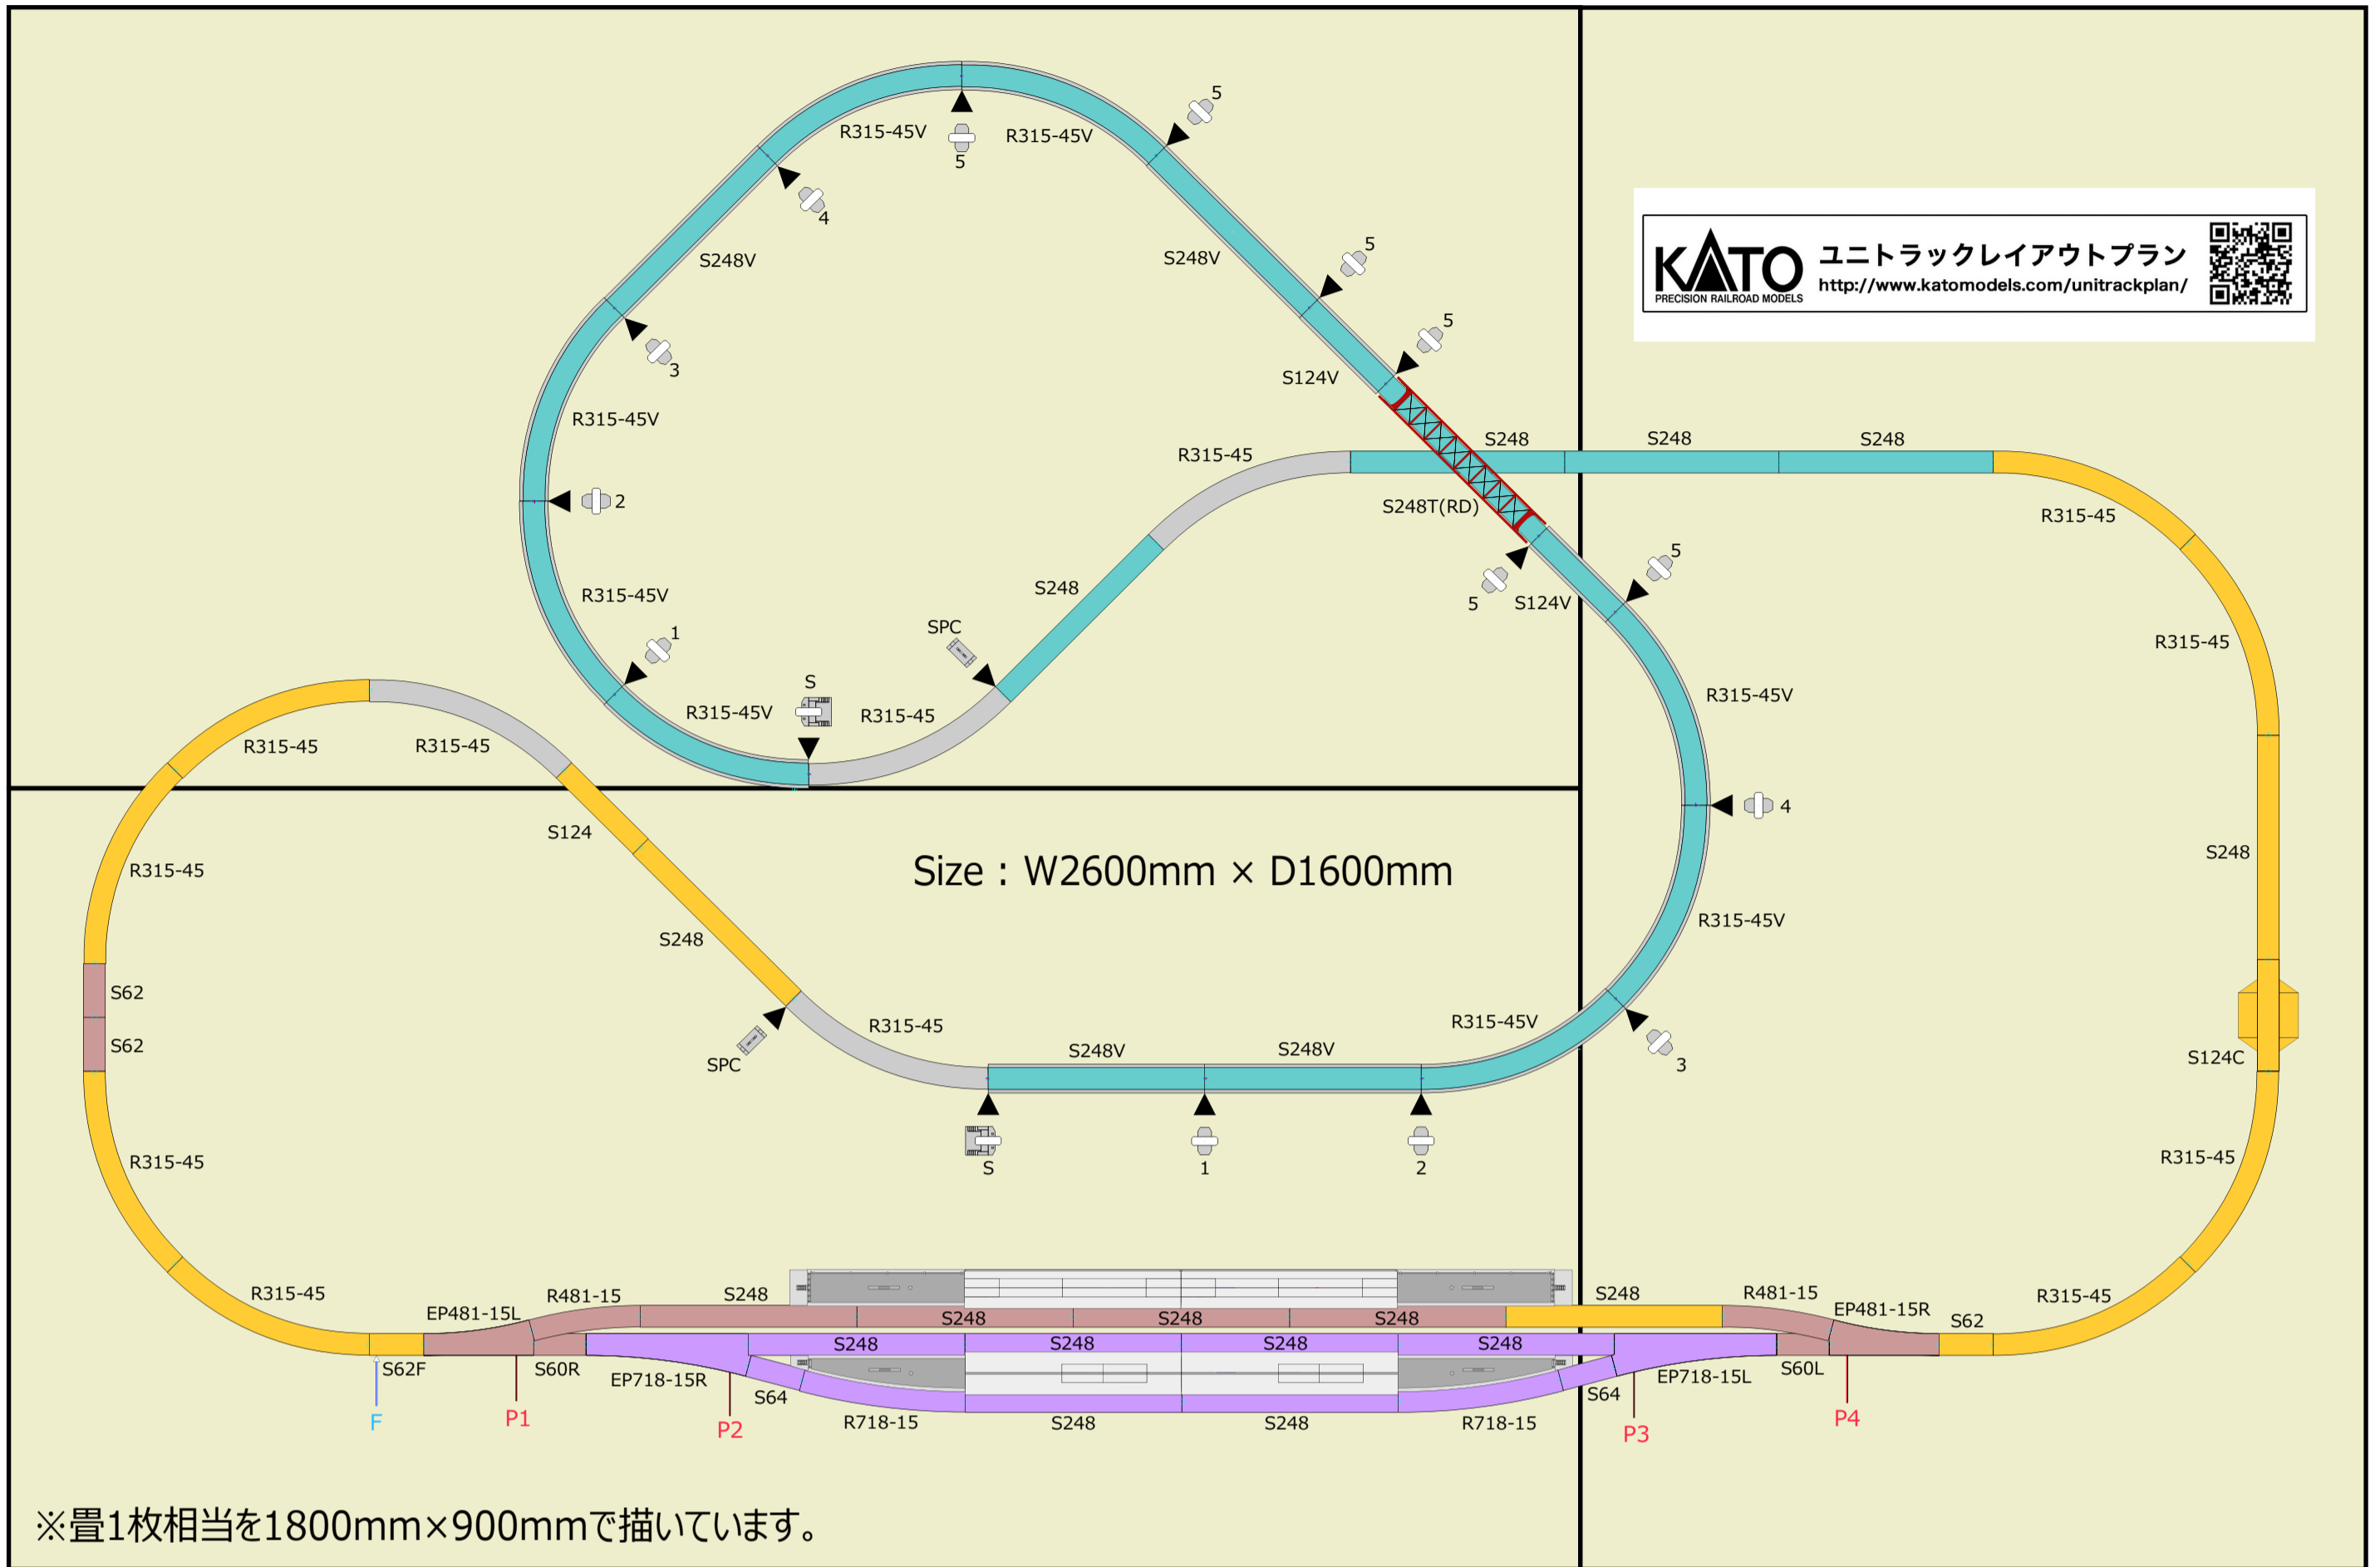 5
R315-45V
R315-45V
5
4
S248V
S248V
5
KATO
PRECISION RAILROAD MODELS
ユニトラックレイアウトプラン
http://www.katomodels.com/unitrackplan/
3
S124V
5
R315-45V
R315-45
S248
S248
S248
2
S248T(RD)
R315-45
R315-45V
S248
5
S124V
5
1
SPC
R315-45
S
R315-45V
R315-45
R315-45V
R315-45
R315-45
4
S124
R315-45
Size : W2600mm × D1600mm
S248
S248
R315-45V
S62
R315-45
R315-45V
S62
SPC
S248V
S248V
3
S124C
R315-45
S
1
2
R315-45
R315-45
EP481-15L
R481-15
S248
S248
S248
S248
S248
R481-15
EP481-15R
R315-45
S62
S62F
S60R
S248
S248
S248
S248
EP718-15R
EP718-15L
S60L
F
P1
P2
S64
R718-15
S248
S248
R718-15
S64
P3
P4
※畳1枚相当を1800mm×900mmで描いています。